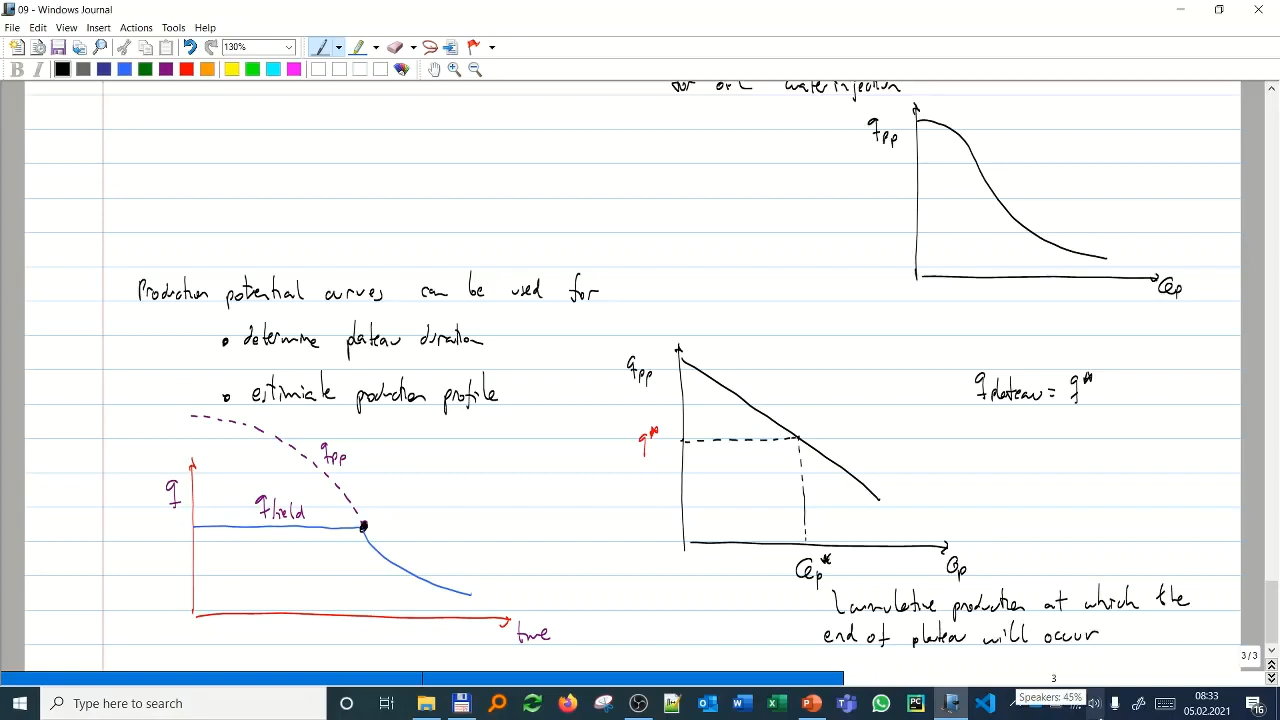 09 - Windows Journal
File Edit View Insert Actions Tools Help
130%
B I
for oil water injection
qpp
Qp
Production potential curves can be used for
• determine plateau duration
• estimiate production profile
qpp
q plateau = q*
q*
qpp
q
qfield
Qp*
Qp
time
Cummulative production at which the
end of plateau will occur
3/3
3
Type here to search
Speakers: 45%
08:33
05.02.2021